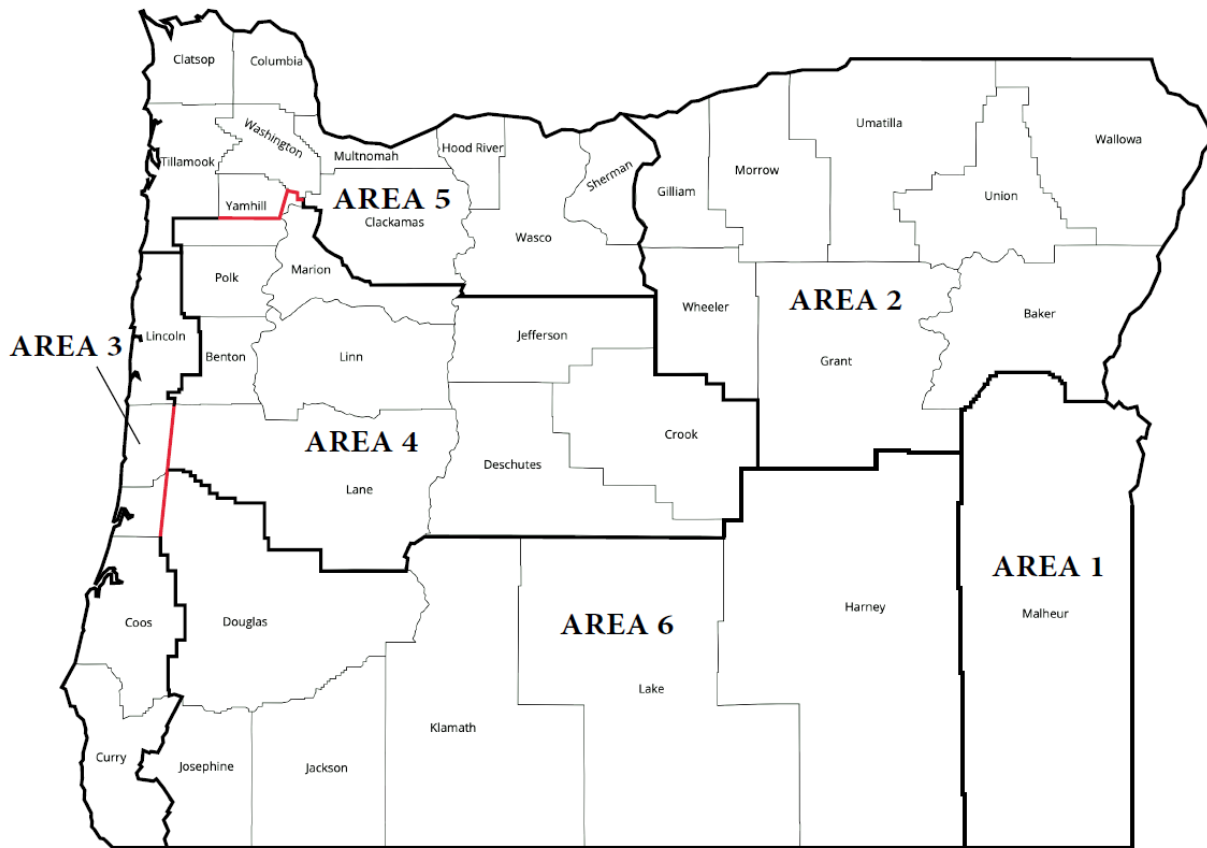 Clatsop
Columbia
Washington
Tillamook
Multnomah
Hood River
Sherman
Umatilla
Wallowa
Gilliam
Morrow
Union
Yamhill
AREA 5
Clackamas
Wasco
Marion
Polk
Wheeler
AREA 2
Baker
Lincoln
Jefferson
AREA 3
Benton
Linn
Grant
AREA 4
Crook
Deschutes
Lane
AREA 1
Harney
Malheur
Coos
Douglas
AREA 6
Lake
Klamath
Curry
Josephine
Jackson